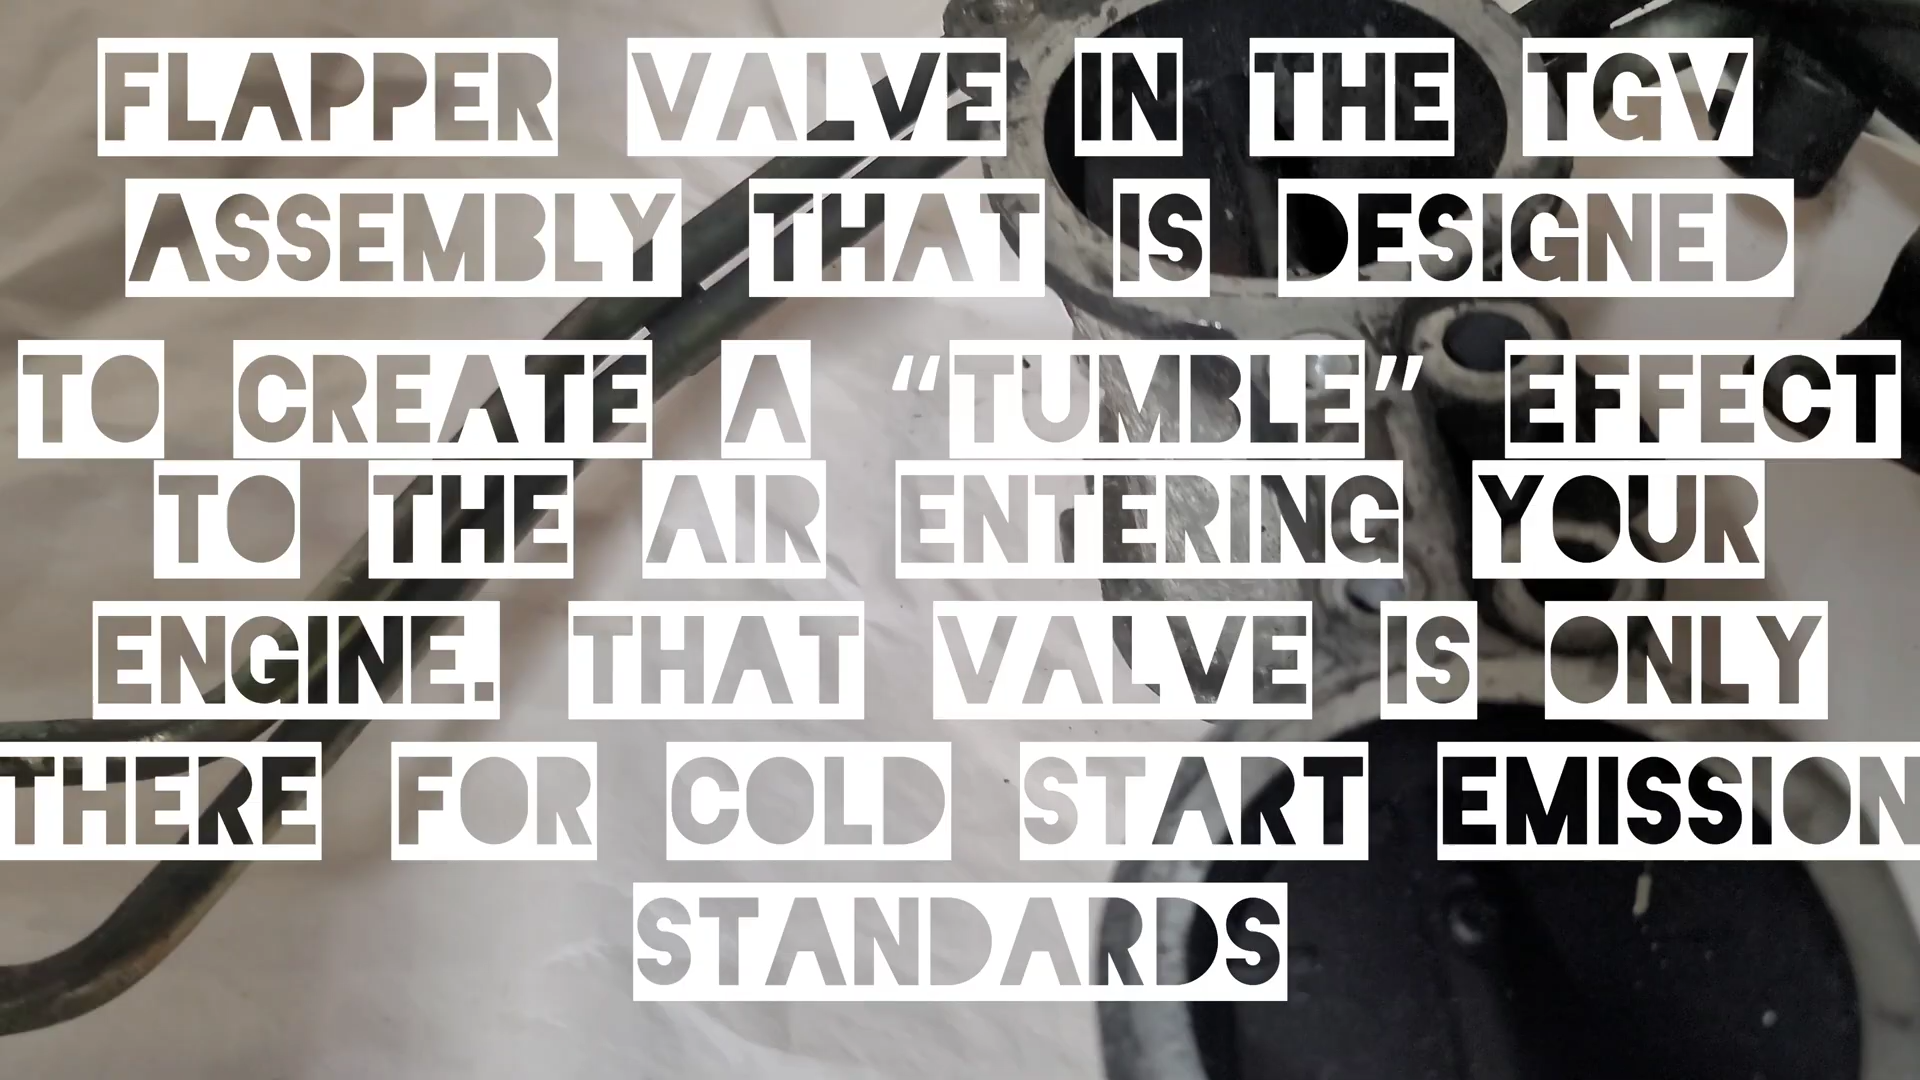 FLAPPER VALVE IN THE TGV
ASSEMBLY THAT IS DESIGNED
TO CREATE A “TUMBLE” EFFECT
TO THE AIR ENTERING YOUR
ENGINE. THAT VALVE IS ONLY
THERE FOR COLD START EMISSION
STANDARDS